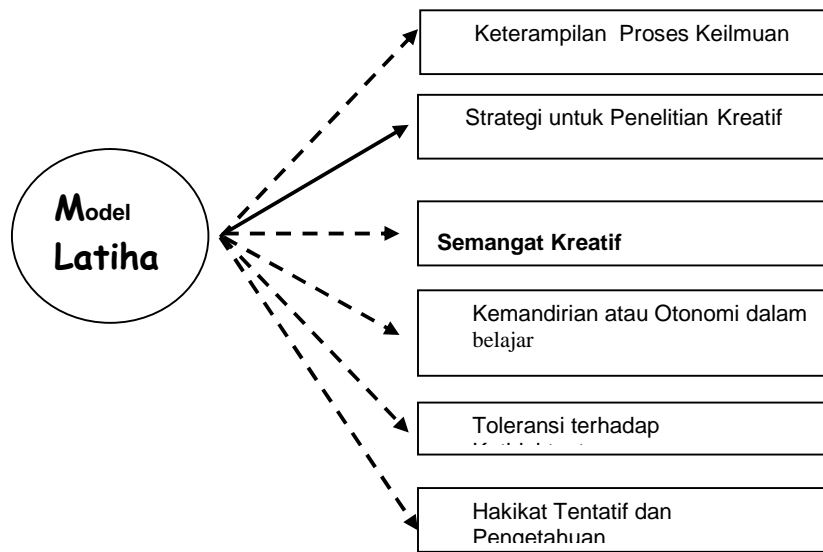 Keterampilan Proses Keilmuan
Strategi untuk Penelitian Kreatif
Model
Latiha
Semangat Kreatif
Kemandirian atau Otonomi dalam
belajar
Toleransi terhadap
Hakikat Tentatif dan
Pengetahuan